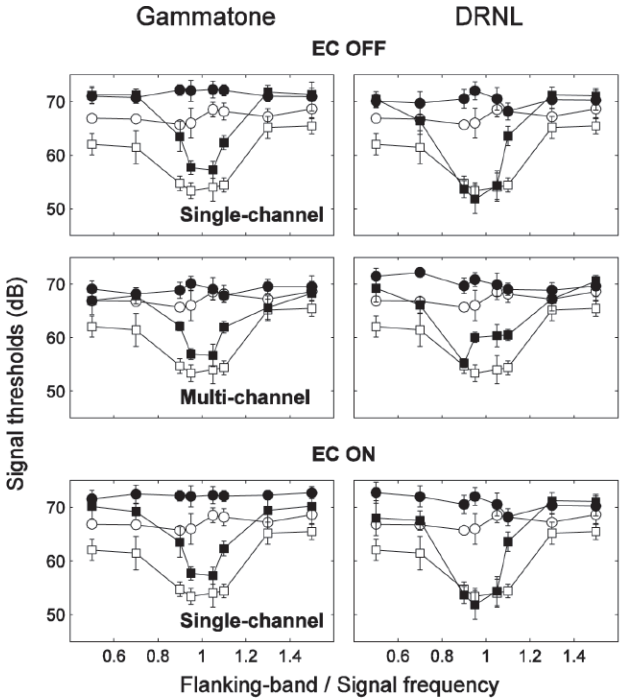 Gammatone DRNL
EC OFF
70
60
50
Single-channel
70
60
50
Multi-channel
Signal thresholds (dB)
EC ON
70
60
50
Single-channel
0.6 0.8 1 1.2 1.4 0.6 0.8 1 1.2 1.4
Flanking-band / Signal frequency